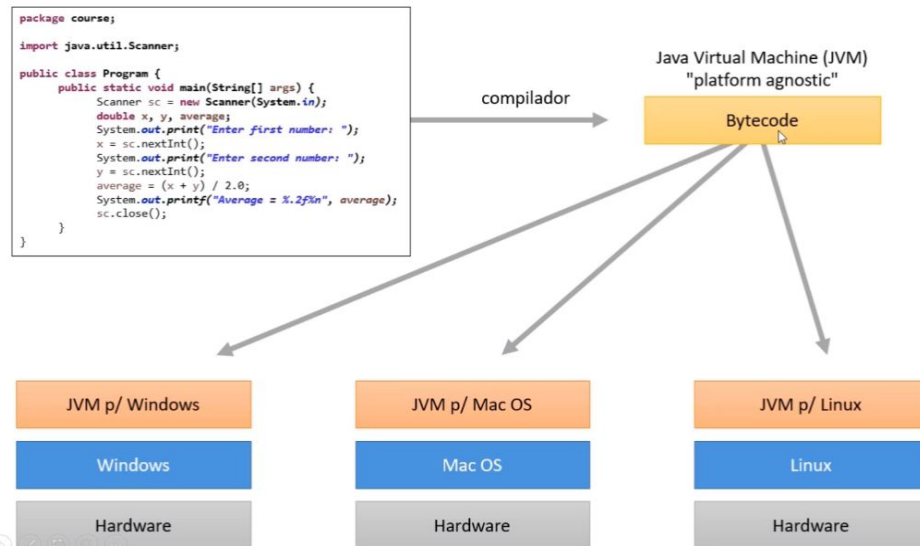 package course;
import java.util.Scanner;
public class Program {
public static void main(String[] args) {
Scanner sc = new Scanner(System.in);
double x, y, average;
System.out.print("Enter first number: ");
x = sc.nextInt();
System.out.print("Enter second number: ");
y = sc.nextInt();
average = (x + y) / 2.0;
System.out.printf("Average = %.2f%n", average);
sc.close();
}
}
compilador
Java Virtual Machine (JVM)
"platform agnostic"
Bytecode
JVM p/ Windows
JVM p/ Mac OS
JVM p/ Linux
Windows
Mac OS
Linux
Hardware
Hardware
Hardware